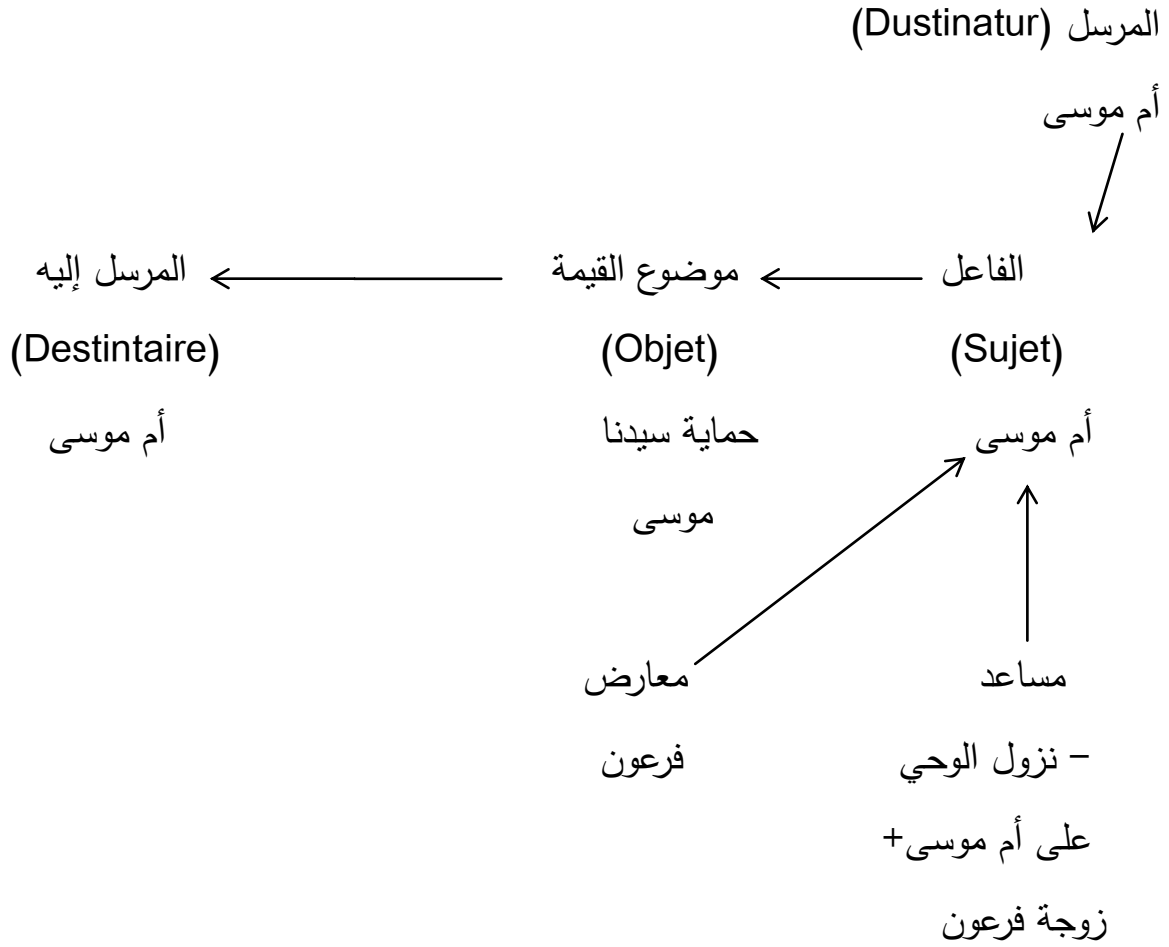 المرسل (Dustinatur)
أم موسى
الفاعل موضوع القيمة المرسل إليه
(Sujet) (Objet) (Destintaire)
أم موسى حماية سيدنا أم موسى
موسى
مساعد معارض
– نزول الوحي فرعون
على أم موسى+
زوجة فرعون